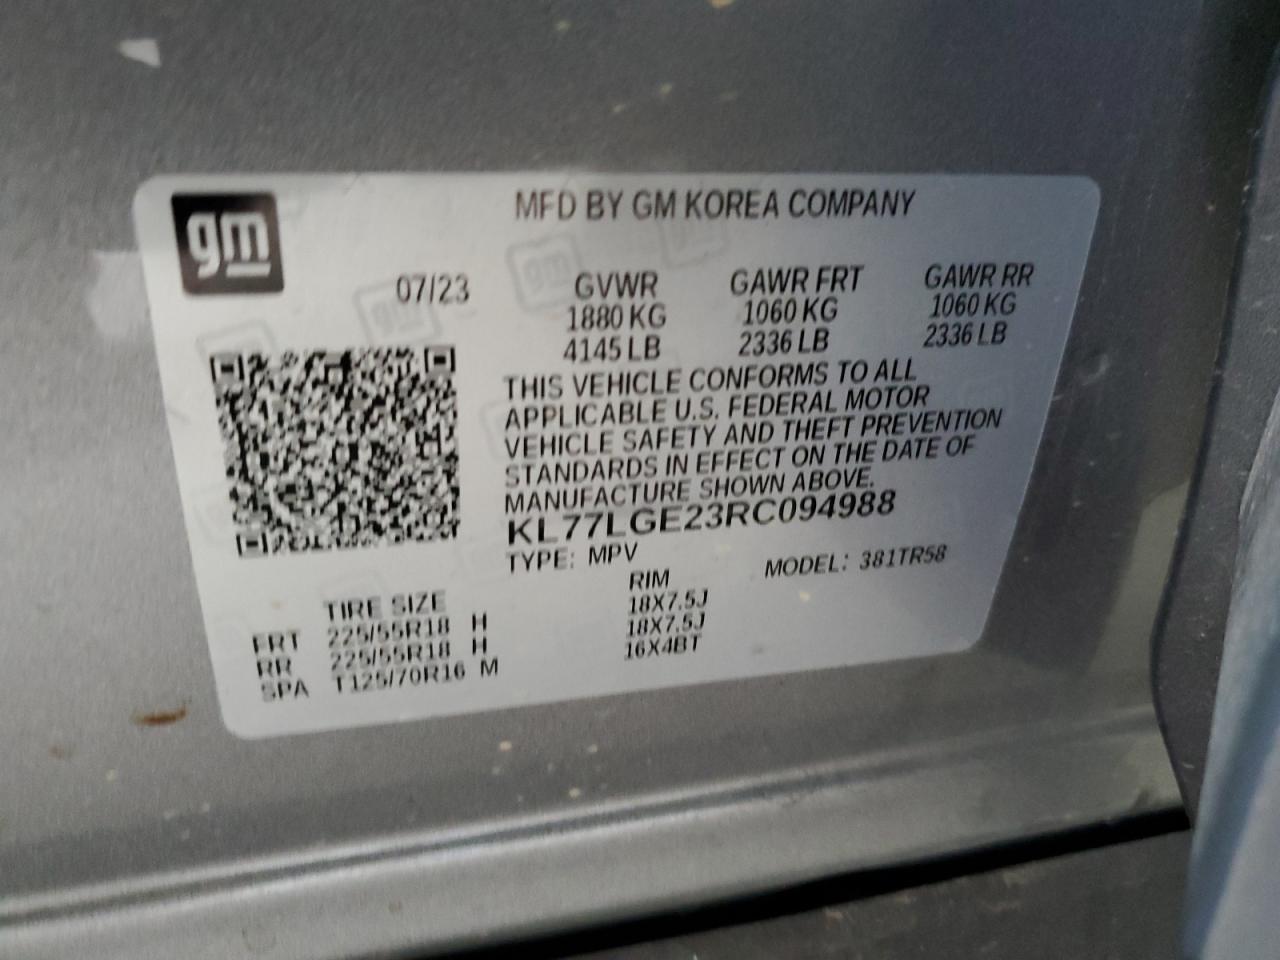 gm
MFD BY GM KOREA COMPANY
07/23
GVWR GAWR FRT GAWR RR
1880 KG 1060 KG 1060 KG
4145 LB 2336 LB 2336 LB
THIS VEHICLE CONFORMS TO ALL
APPLICABLE U.S. FEDERAL MOTOR
VEHICLE SAFETY AND THEFT PREVENTION
STANDARDS IN EFFECT ON THE DATE OF
MANUFACTURE SHOWN ABOVE.
KL77LGE23RC094988
TYPE: MPV MODEL: 381TR58
TIRE SIZE RIM
FRT 225/55R18 H 18X7.5J
RR 225/55R18 H 18X7.5J
SPA T125/70R16 M 16X4BT